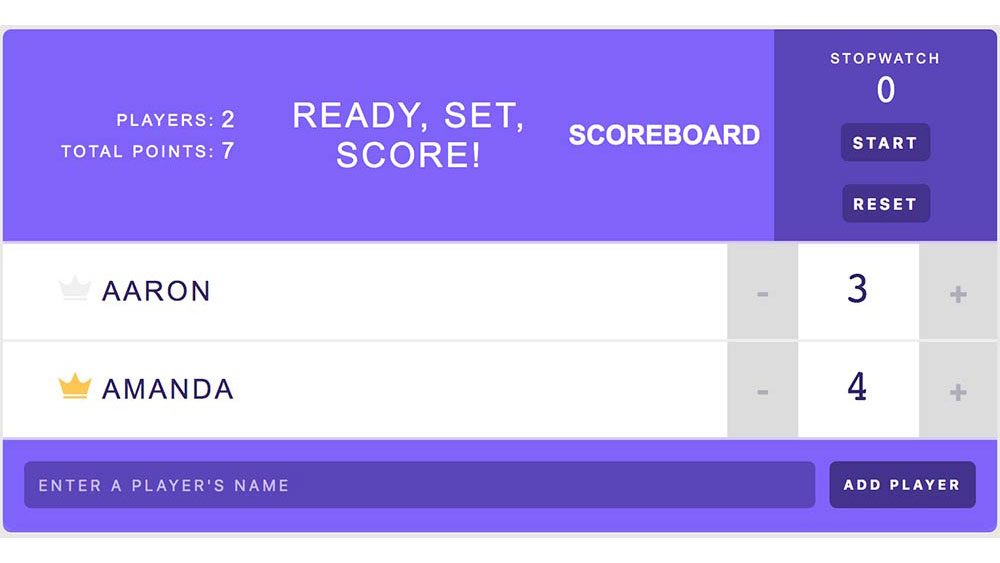 PLAYERS: 2
TOTAL POINTS: 7
READY, SET,
SCORE!
SCOREBOARD
STOPWATCH
0
START
RESET
AARON
- 3 +
AMANDA
- 4 +
ENTER A PLAYER'S NAME
ADD PLAYER